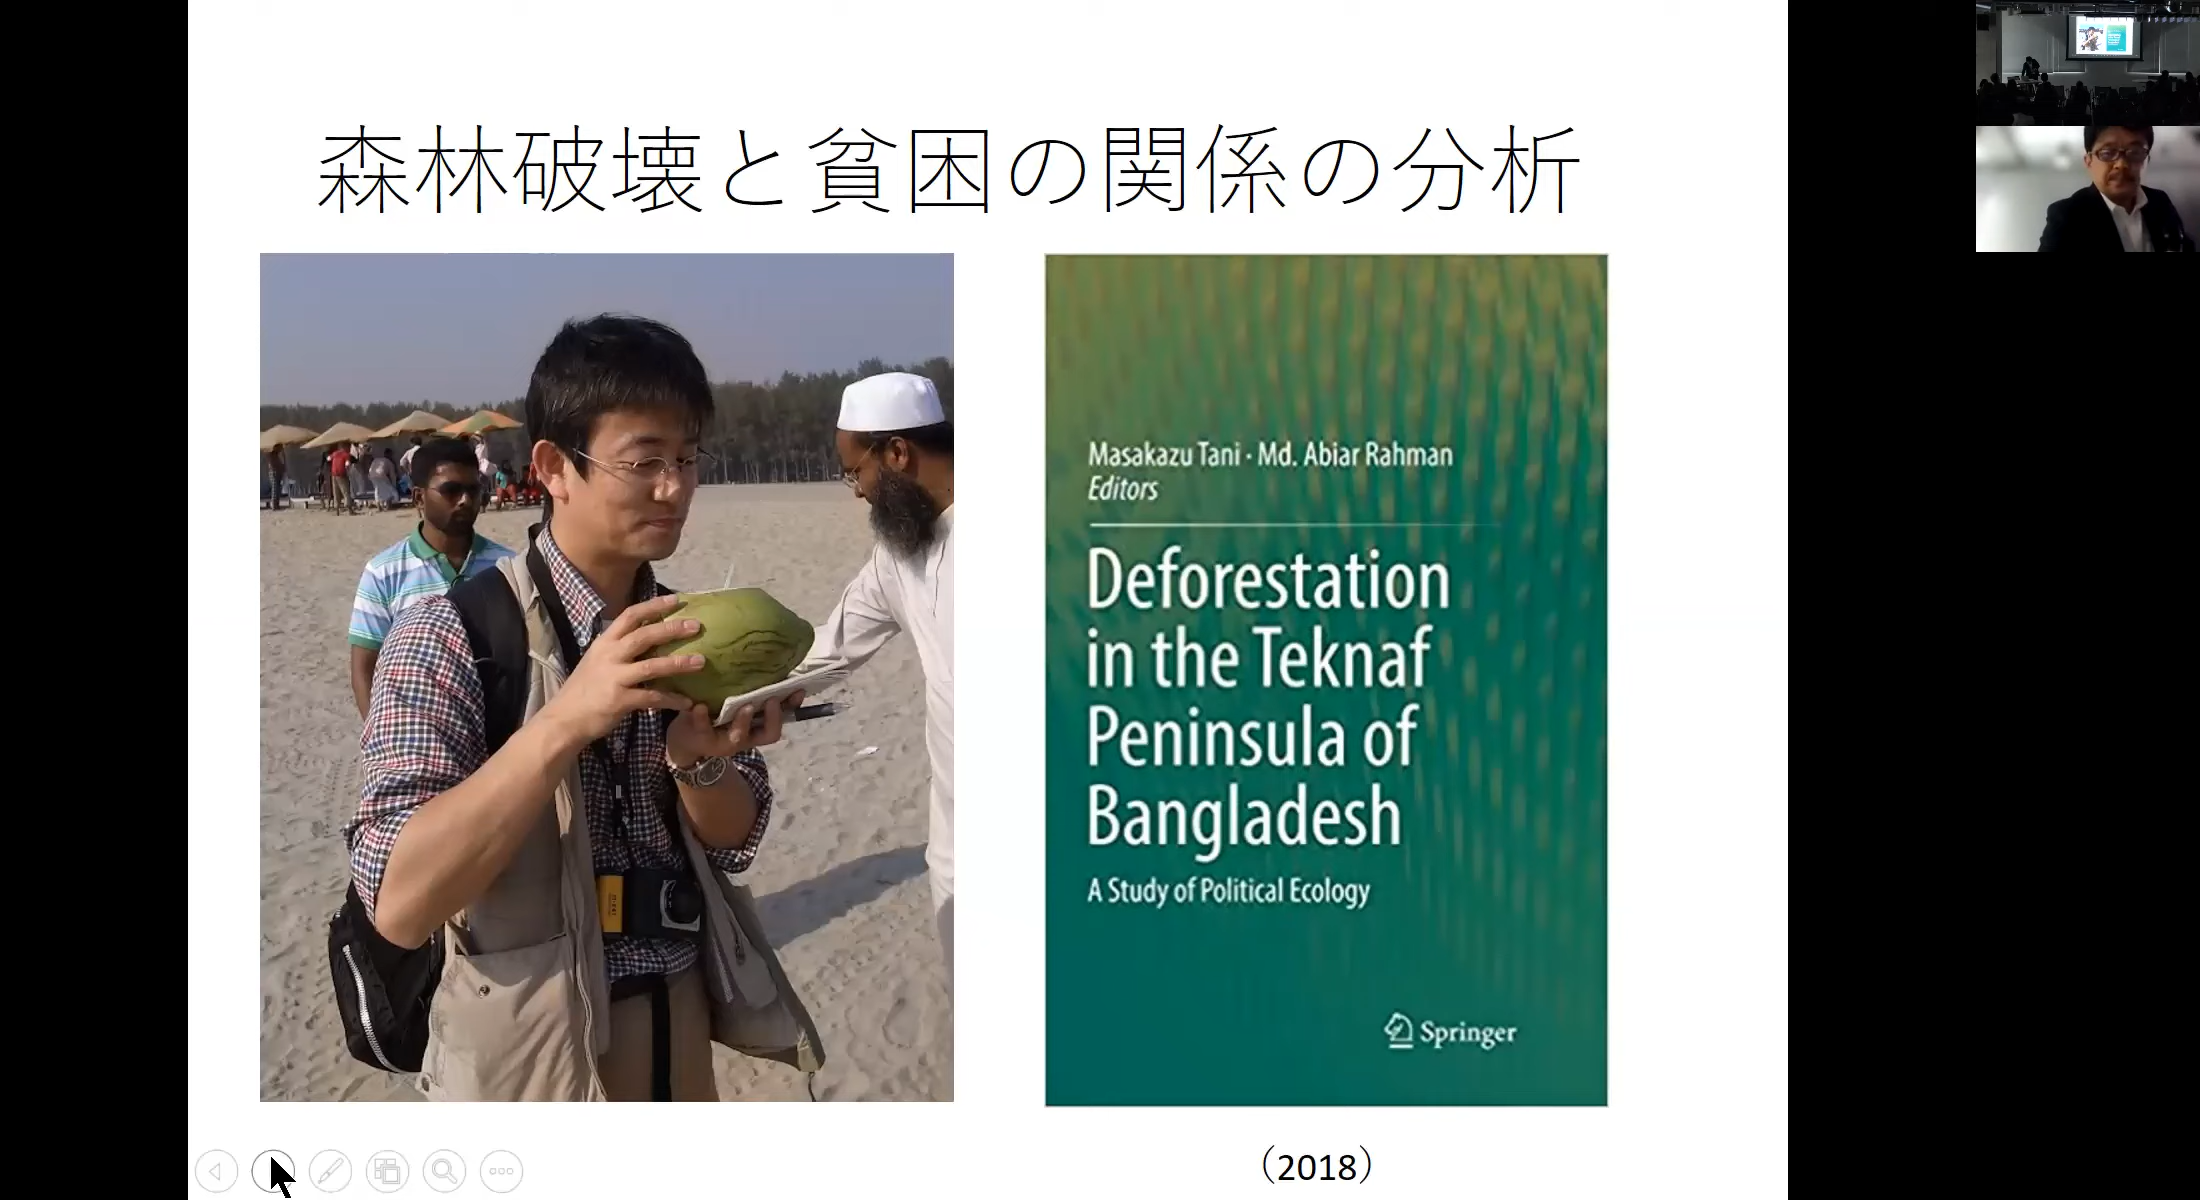 森林破壊と貧困の関係の分析
Masakazu Tani · Md. Abiar Rahman
Editors
Deforestation
in the Teknaf
Peninsula of
Bangladesh
A Study of Political Ecology
Springer
（2018）